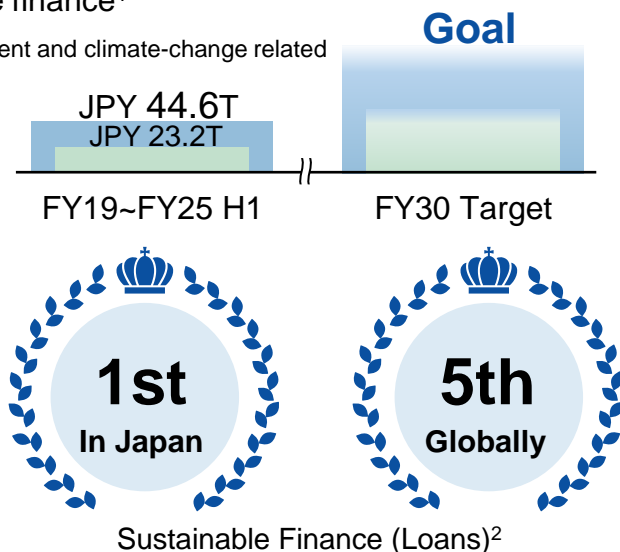 finance¹
Goal
ent and climate-change related
JPY 44.6T
JPY 23.2T
FY19~FY25 H1
FY30 Target
1st
In Japan
5th
Globally
Sustainable Finance (Loans)²